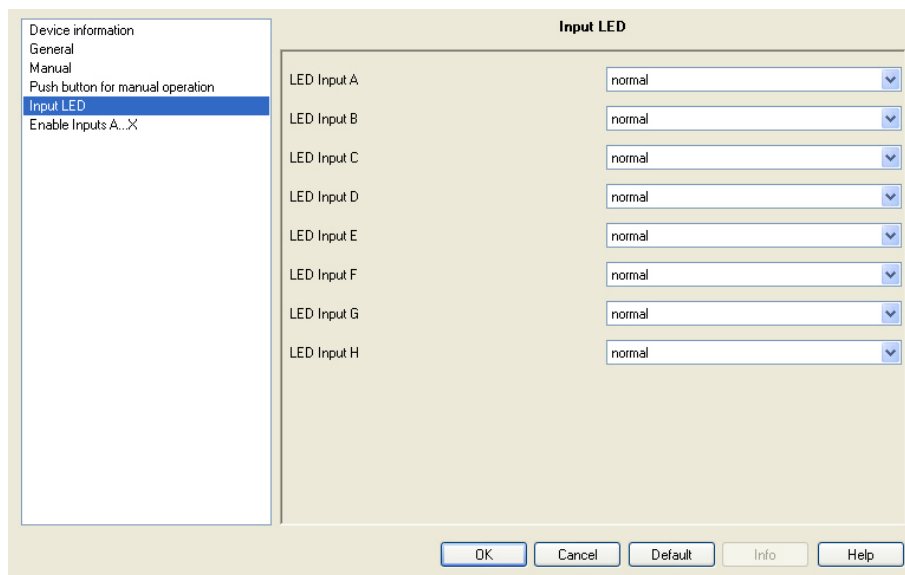 Device information
General
Manual
Push button for manual operation
Input LED
Enable Inputs A...X
Input LED
LED Input A normal
LED Input B normal
LED Input C normal
LED Input D normal
LED Input E normal
LED Input F normal
LED Input G normal
LED Input H normal
OK Cancel Default Info Help